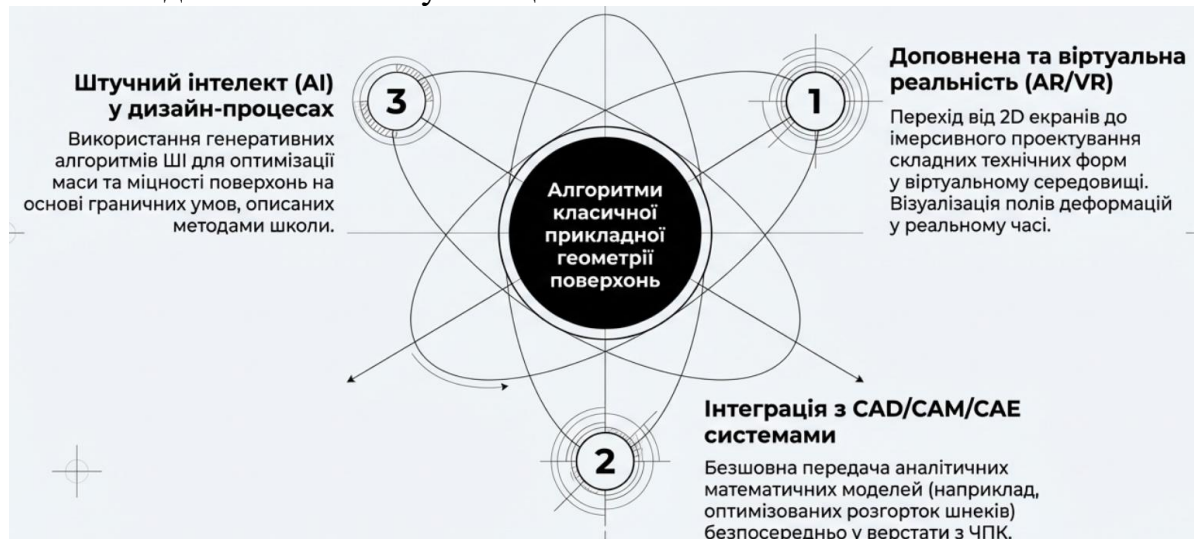 Штучний інтелект (AI)
у дизайн-процесах
Використання генеративних
алгоритмів ШІ для оптимізації
маси та міцності поверхонь на
основі граничних умов, описаних
методами школи.
3
Алгоритми
класичної
прикладної
геометрії
поверхонь
1
Доповнена та віртуальна
реальність (AR/VR)
Перехід від 2D екранів до
імерсивного проектування
складних технічних форм
у віртуальному середовищі.
Візуалізація полів деформацій
у реальному часі.
2
Інтеграція з CAD/CAM/CAE
системами
Безшовна передача аналітичних
математичних моделей (наприклад,
оптимізованих розгорток шнеків)
безпосередньо у верстати з ЧПК.